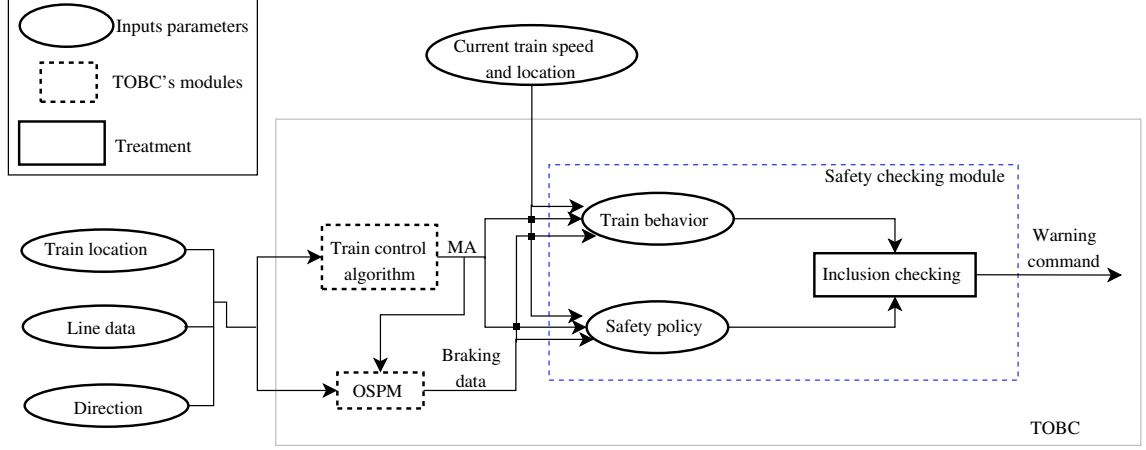 Inputs parameters
TOBC's modules
Treatment
Current train speed
and location
Safety checking module
Train location
Line data
Direction
Train control
algorithm
MA
OSPM
Braking
data
Train behavior
Safety policy
Inclusion checking
Warning
command
TOBC